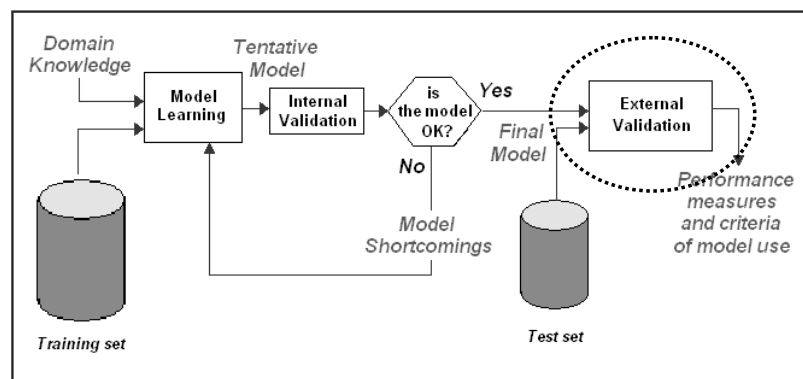 Domain
Knowledge
Tentative
Model
Model
Learning
Internal
Validation
is
the model
OK?
Yes
No
Final
Model
External
Validation
Model
Shortcomings
Performance
measures
and criteria
of model use
Training set
Test set